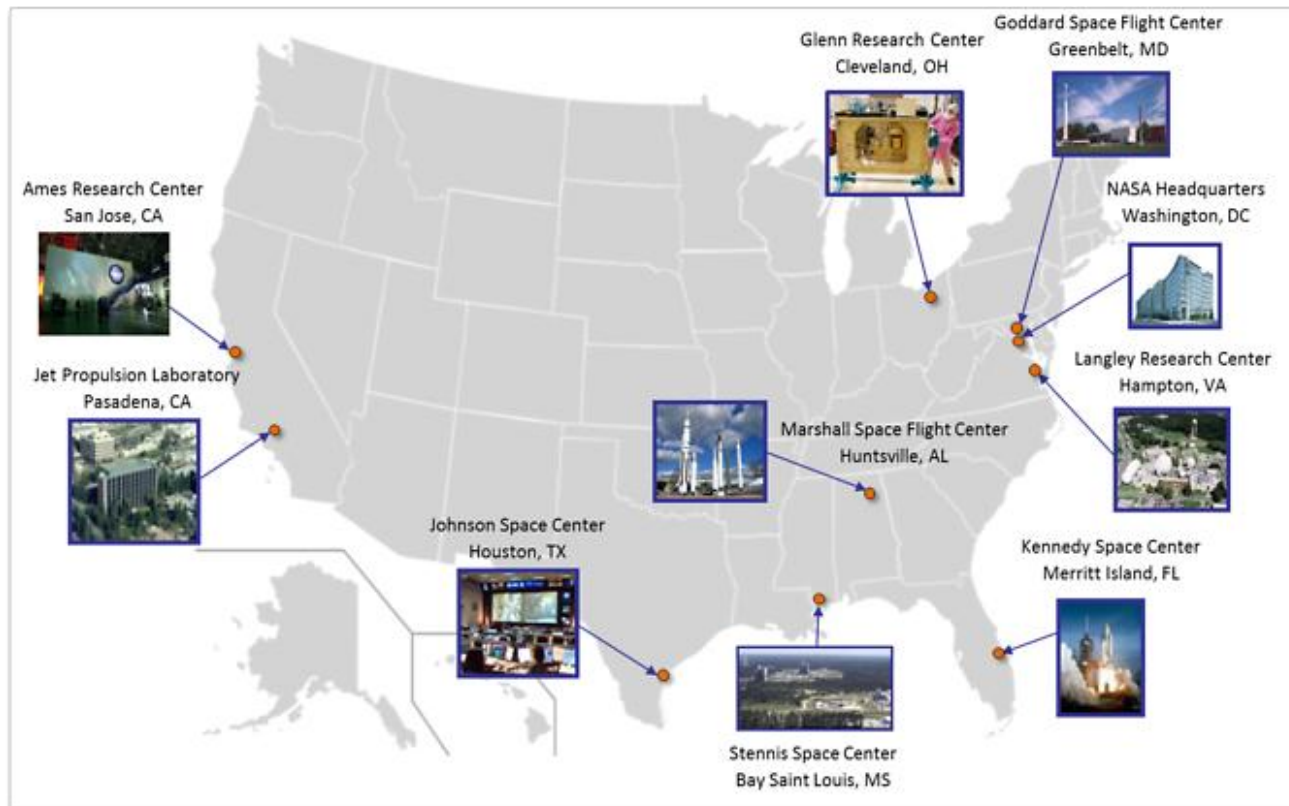 Goddard Space Flight Center
Greenbelt, MD
Glenn Research Center
Cleveland, OH
Ames Research Center
San Jose, CA
NASA Headquarters
Washington, DC
Jet Propulsion Laboratory
Pasadena, CA
Langley Research Center
Hampton, VA
Marshall Space Flight Center
Huntsville, AL
Johnson Space Center
Houston, TX
Kennedy Space Center
Merritt Island, FL
Stennis Space Center
Bay Saint Louis, MS